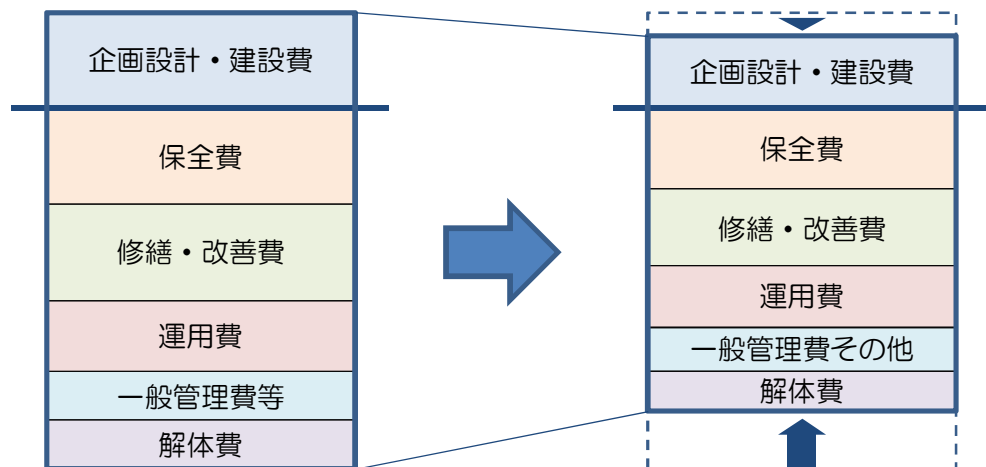 企画設計・建設費
保全費
修繕・改善費
運用費
一般管理費等
解体費
企画設計・建設費
保全費
修繕・改善費
運用費
一般管理費その他
解体費